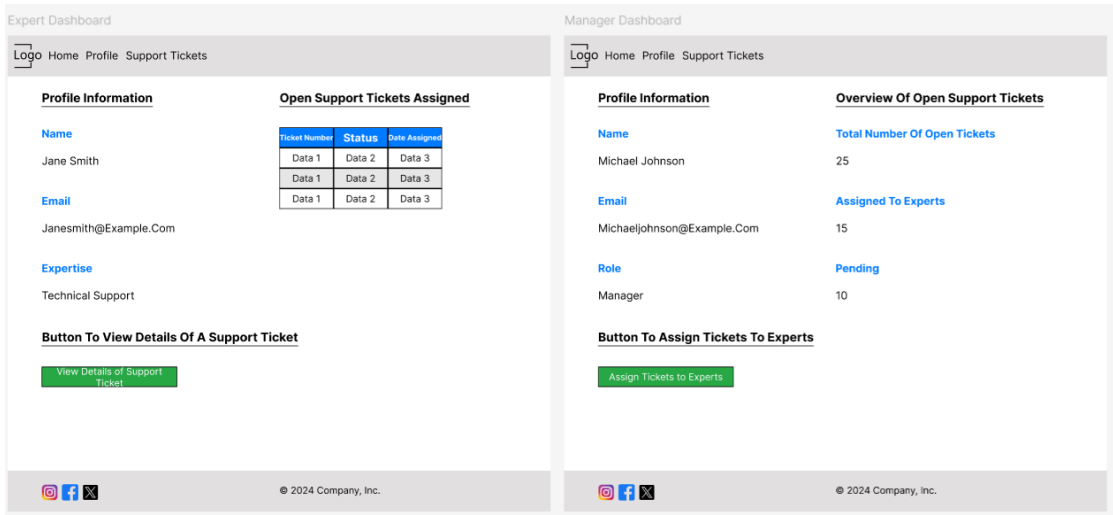 Expert Dashboard
Logo Home Profile Support Tickets
Profile Information
Name
Jane Smith
Email
Janesmith@Example.Com
Expertise
Technical Support
Open Support Tickets Assigned
Ticket Number Status Date Assigned
Data 1 Data 2 Data 3
Data 1 Data 2 Data 3
Data 1 Data 2 Data 3
Button To View Details Of A Support Ticket
View Details of Support
Ticket
© 2024 Company, Inc.
Manager Dashboard
Logo Home Profile Support Tickets
Profile Information
Name
Michael Johnson
Email
Michaeljohnson@Example.Com
Role
Manager
Overview Of Open Support Tickets
Total Number Of Open Tickets
25
Assigned To Experts
15
Pending
10
Button To Assign Tickets To Experts
Assign Tickets to Experts
© 2024 Company, Inc.